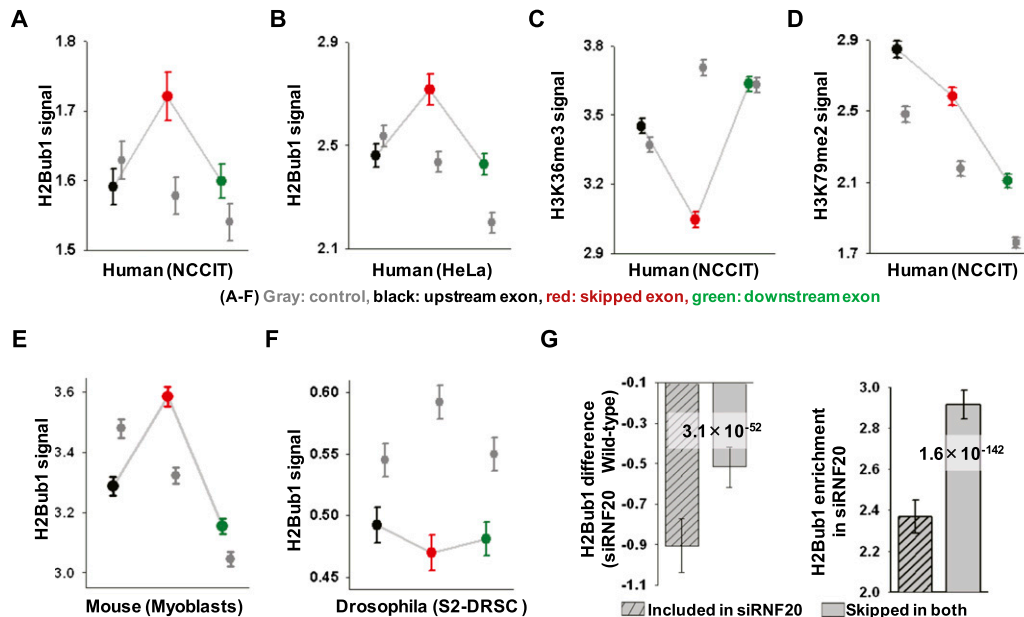 A
B
C
D
1.8
1.7
1.6
1.5
H2Bub1 signal
Human (NCCIT)
2.9
2.5
2.1
H2Bub1 signal
Human (HeLa)
3.8
3.5
3.2
2.9
H3K36me3 signal
Human (NCCIT)
2.9
2.5
2.1
1.7
H3K79me2 signal
Human (NCCIT)
(A-F) Gray: control, black: upstream exon, red: skipped exon, green: downstream exon
E
F
G
3.6
3.4
3.2
3.0
H2Bub1 signal
Mouse (Myoblasts)
0.60
0.55
0.50
0.45
H2Bub1 signal
Drosophila (S2-DRSC )
-0.1
-0.3
-0.5
-0.7
-0.9
-1.1
H2Bub1 difference
(siRNF20 Wild-type)
3.1×10-52
3.0
2.8
2.6
2.4
2.2
2.0
H2Bub1 enrichment
in siRNF20
1.6×10-142
Included in siRNF20
Skipped in both